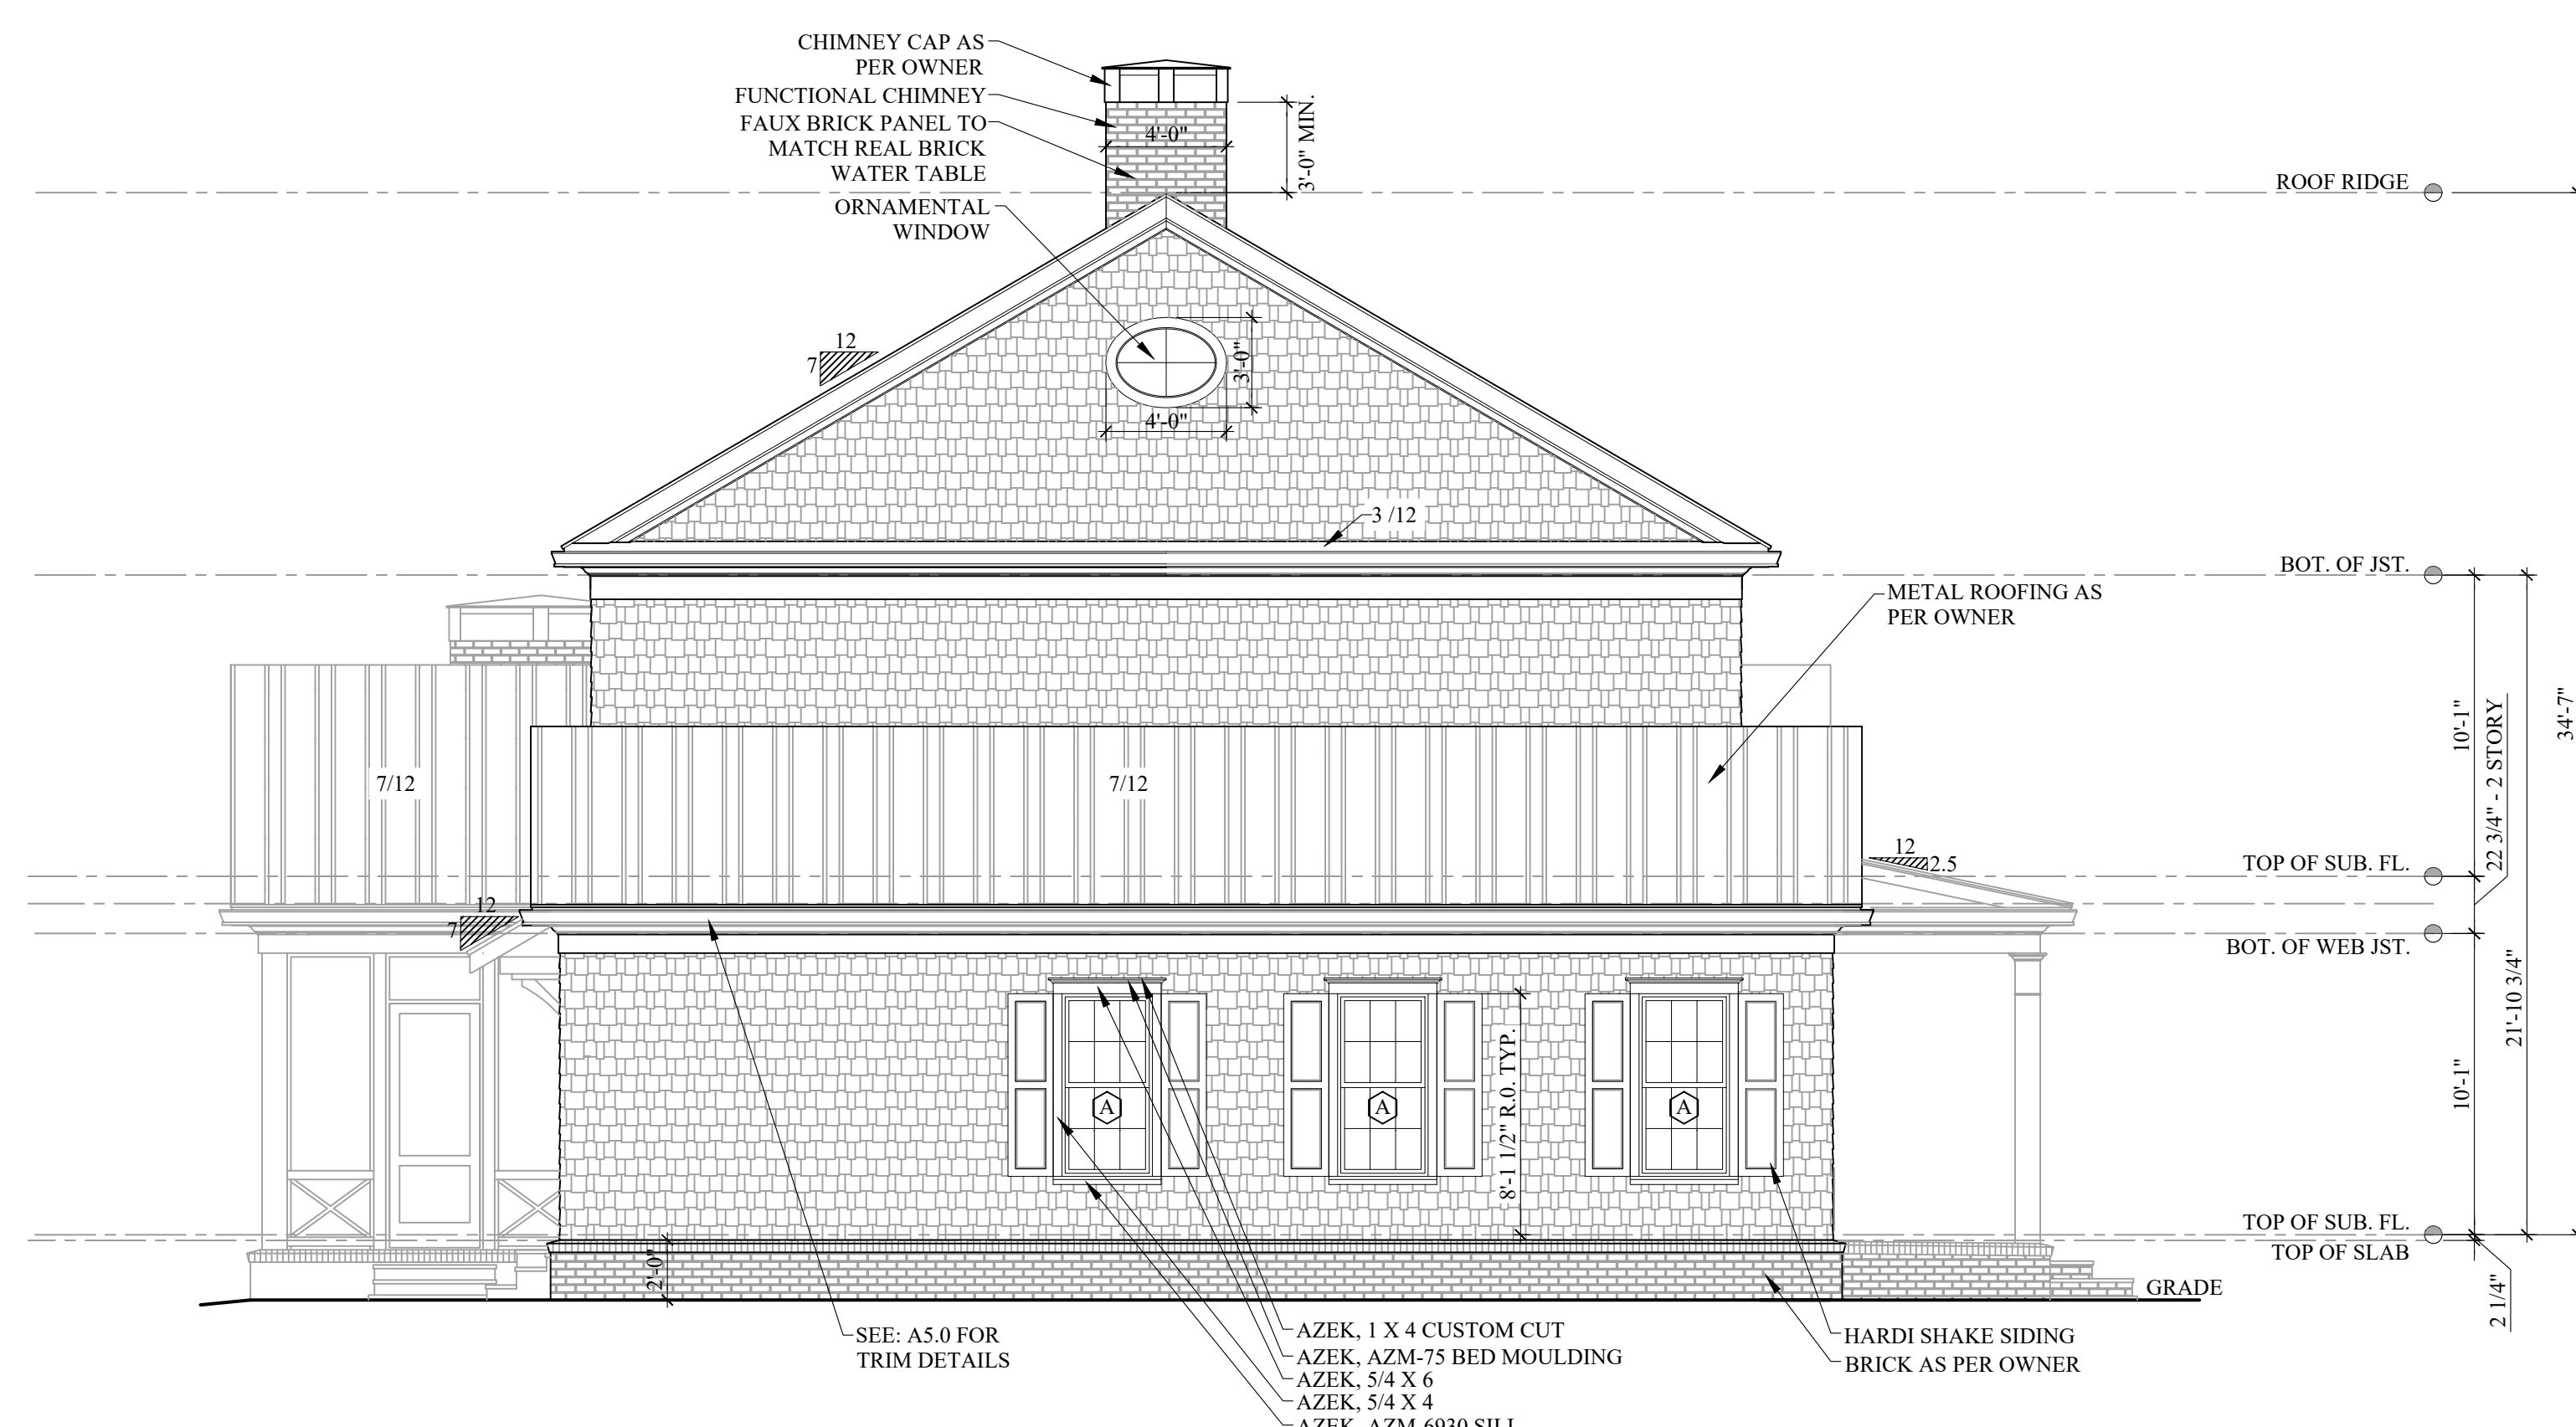 CHIMNEY CAP AS
PER OWNER
FUNCTIONAL CHIMNEY
FAUX BRICK PANEL TO
MATCH REAL BRICK
WATER TABLE
4'-0"
3'-0" MIN.
ROOF RIDGE
ORNAMENTAL
WINDOW
12
7
3'-0"
4'-0"
3 /12
BOT. OF JST.
METAL ROOFING AS
PER OWNER
10'-1"
22 3/4" - 2 STORY
34'-7"
7/12
7/12
12
2.5
TOP OF SUB. FL.
12
7
BOT. OF WEB JST.
21'-10 3/4"
8'-1 1/2" R.O. TYP.
A
A
A
10'-1"
TOP OF SUB. FL.
TOP OF SLAB
2'-0"
GRADE
2 1/4"
SEE: A5.0 FOR
TRIM DETAILS
AZEK, 1 X 4 CUSTOM CUT
AZEK, AZM-75 BED MOULDING
AZEK, 5/4 X 6
AZEK, 5/4 X 4
AZEK, AZM-6930 SILL
HARDI SHAKE SIDING
BRICK AS PER OWNER